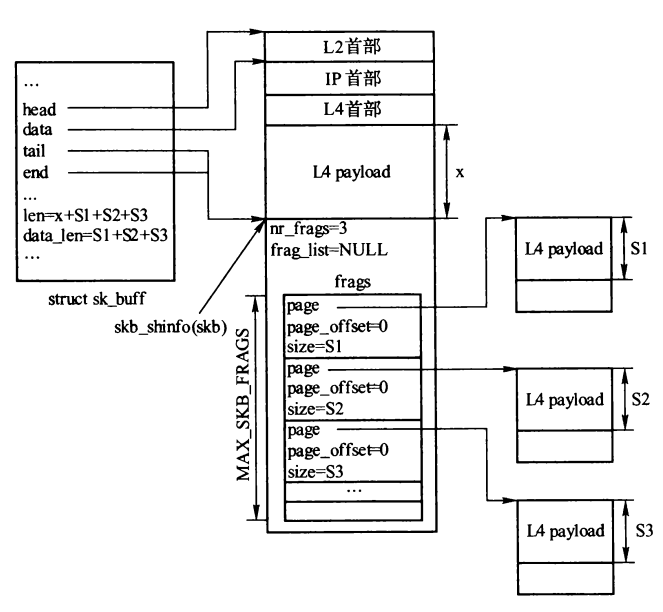 …
head
data
tail
end
…
len=x+S1+S2+S3
data_len=S1+S2+S3
…
struct sk_buff
L2首部
IP 首部
L4首部
L4 payload
x
nr_frags=3
frag_list=NULL
skb_shinfo(skb)
frags
MAX_SKB_FRAGS
page
page_offset=0
size=S1
page
page_offset=0
size=S2
page
page_offset=0
size=S3
…
L4 payload
S1
L4 payload
S2
L4 payload
S3